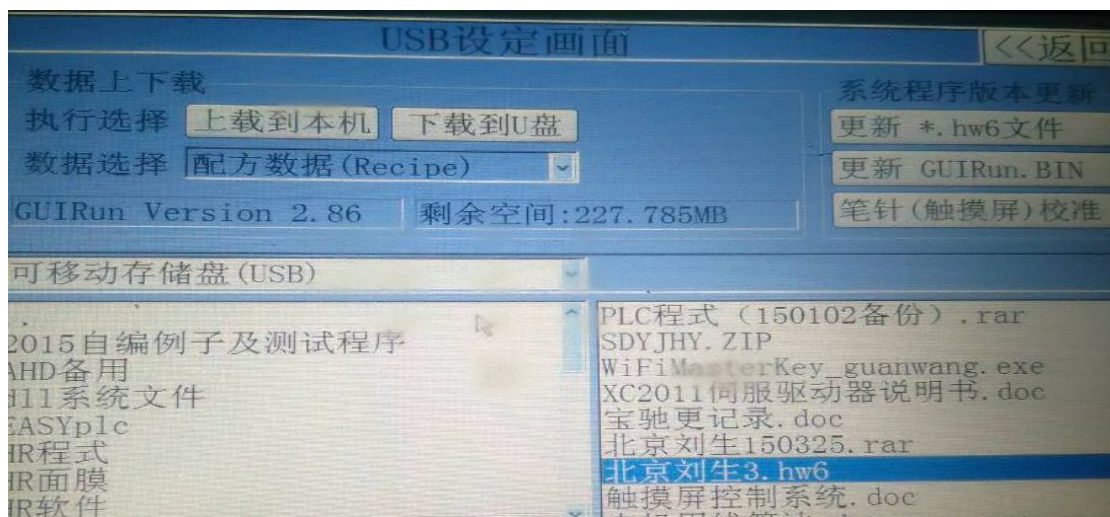 USB设定画面
<<返回
数据上下载
系统程序版本更新
执行选择 上载到本机 下载到U盘
更新 *.hw6文件
数据选择 配方数据(Recipe)
更新 GUIRun.BIN
GUIRun Version 2.86 剩余空间:227.785MB
笔针(触摸屏)校准
可移动存储盘(USB)
2015自编例子及测试程序
AHD备用
dll系统文件
EASYplc
HR程式
HR面膜
HR软件
PLC程式（150102备份）.rar
SDYJHY.ZIP
WiFiMasterKey_guanwang.exe
XC2011伺服驱动器说明书.doc
宝驰更记录.doc
北京刘生150325.rar
北京刘生3.hw6
触摸屏控制系统.doc